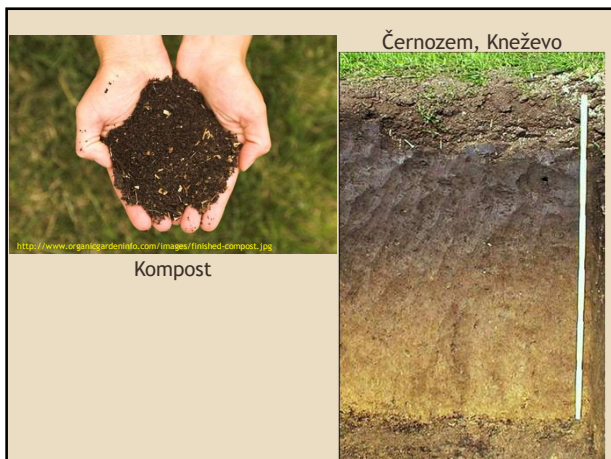 Černozem, Kneževo
http://www.organicgardeninfo.com/images/finished-compost.jpg
Kompost